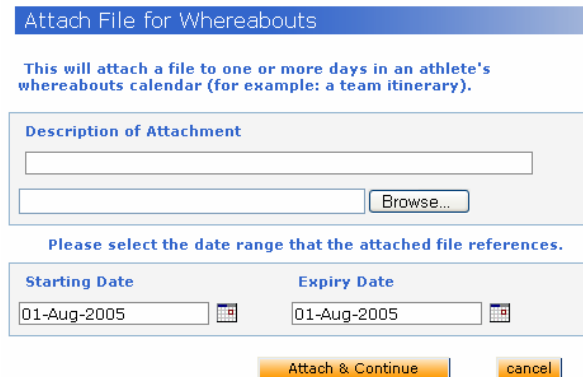 Attach File for Whereabouts
This will attach a file to one or more days in an athlete's
whereabouts calendar (for example: a team itinerary).
Description of Attachment
Browse...
Please select the date range that the attached file references.
Starting Date Expiry Date
01-Aug-2005 01-Aug-2005
Attach & Continue cancel